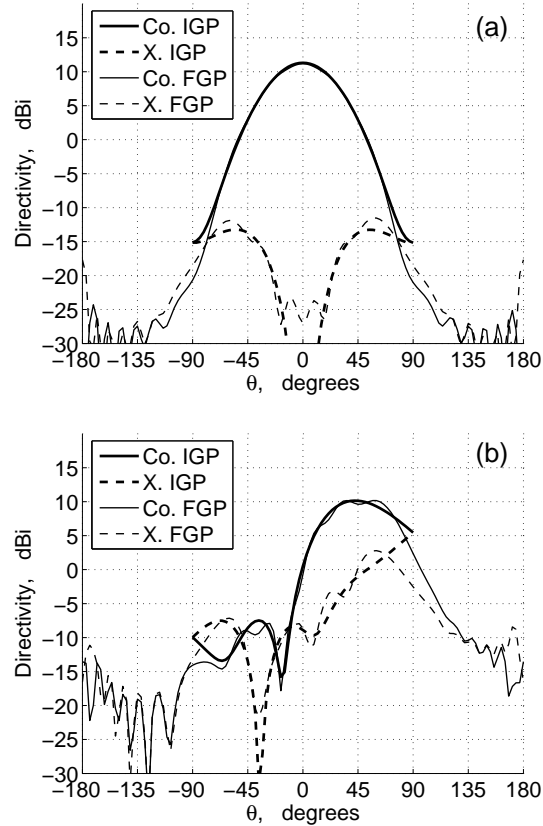 (a)
Co. IGP
X. IGP
Co. FGP
X. FGP
15
10
5
0
−5
−10
−15
−20
−25
−30
Directivity, dBi
−180 −135 −90 −45 0 45 90 135 180
θ, degrees
(b)
Co. IGP
X. IGP
Co. FGP
X. FGP
15
10
5
0
−5
−10
−15
−20
−25
−30
Directivity, dBi
−180 −135 −90 −45 0 45 90 135 180
θ, degrees